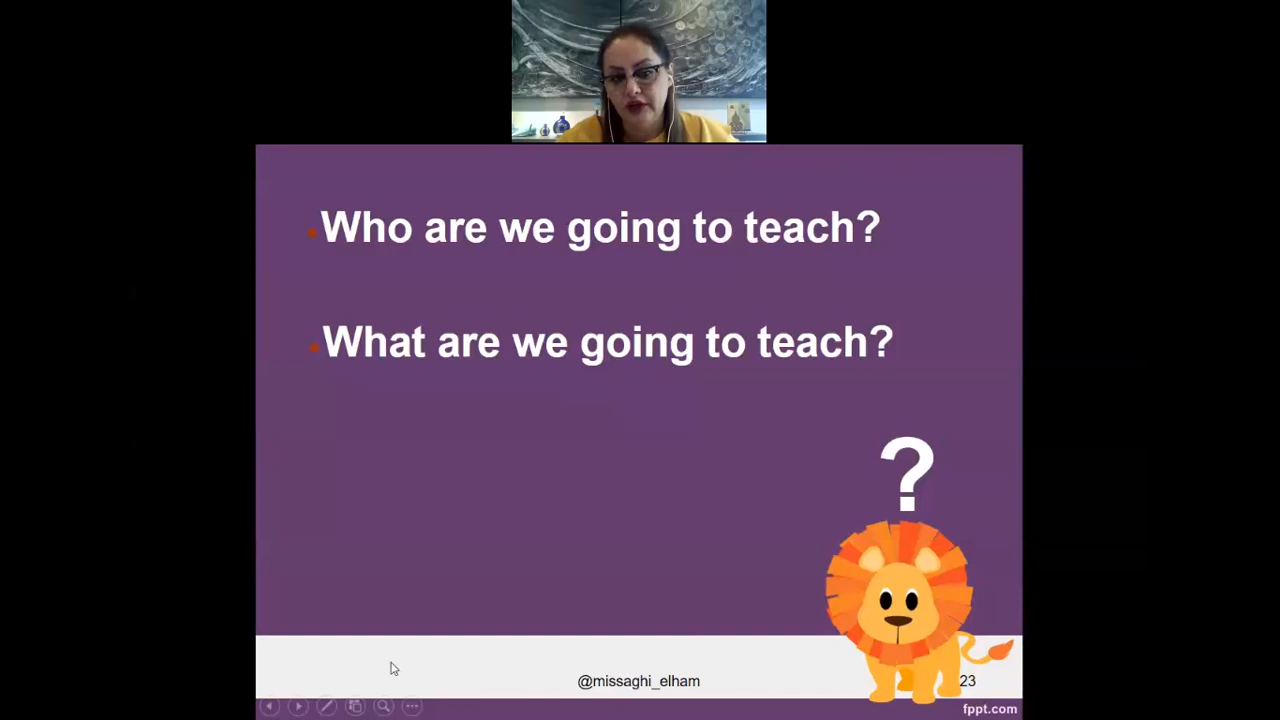 Who are we going to teach?
What are we going to teach?
?
@missaghi_elham
23
fppt.com